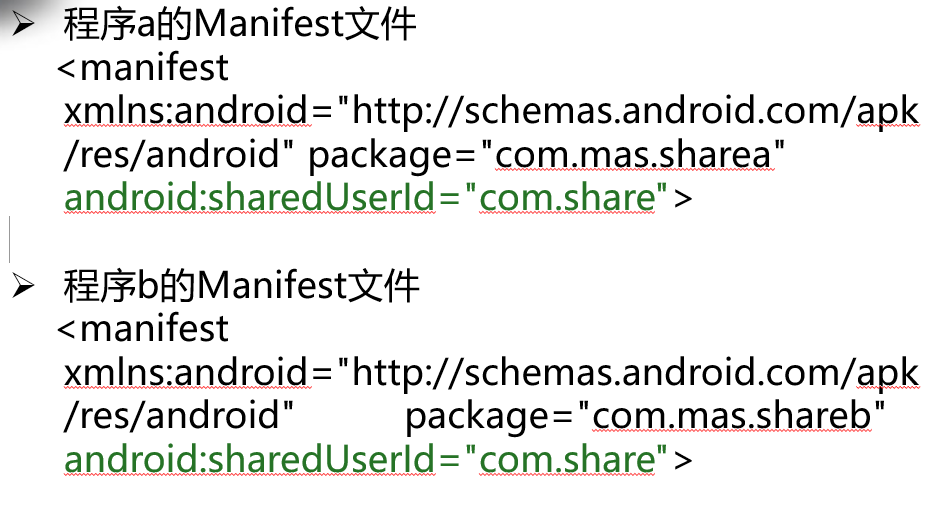 ➢ 程序a的Manifest文件
<manifest
xmlns:android="http://schemas.android.com/apk
/res/android" package="com.mas.sharea"
android:sharedUserId="com.share">
➢ 程序b的Manifest文件
<manifest
xmlns:android="http://schemas.android.com/apk
/res/android" package="com.mas.shareb"
android:sharedUserId="com.share">